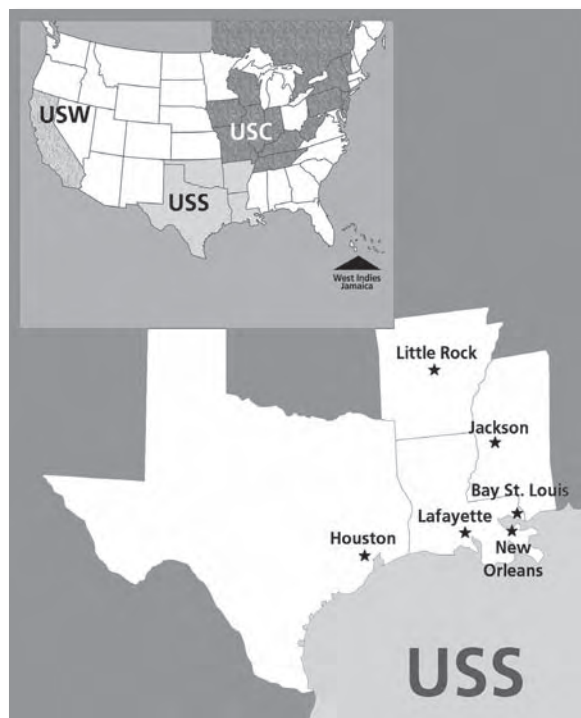 USW
USC
USS
West Indies
Jamaica
Little Rock
Jackson
Bay St. Louis
Lafayette
Houston
New
Orleans
USS